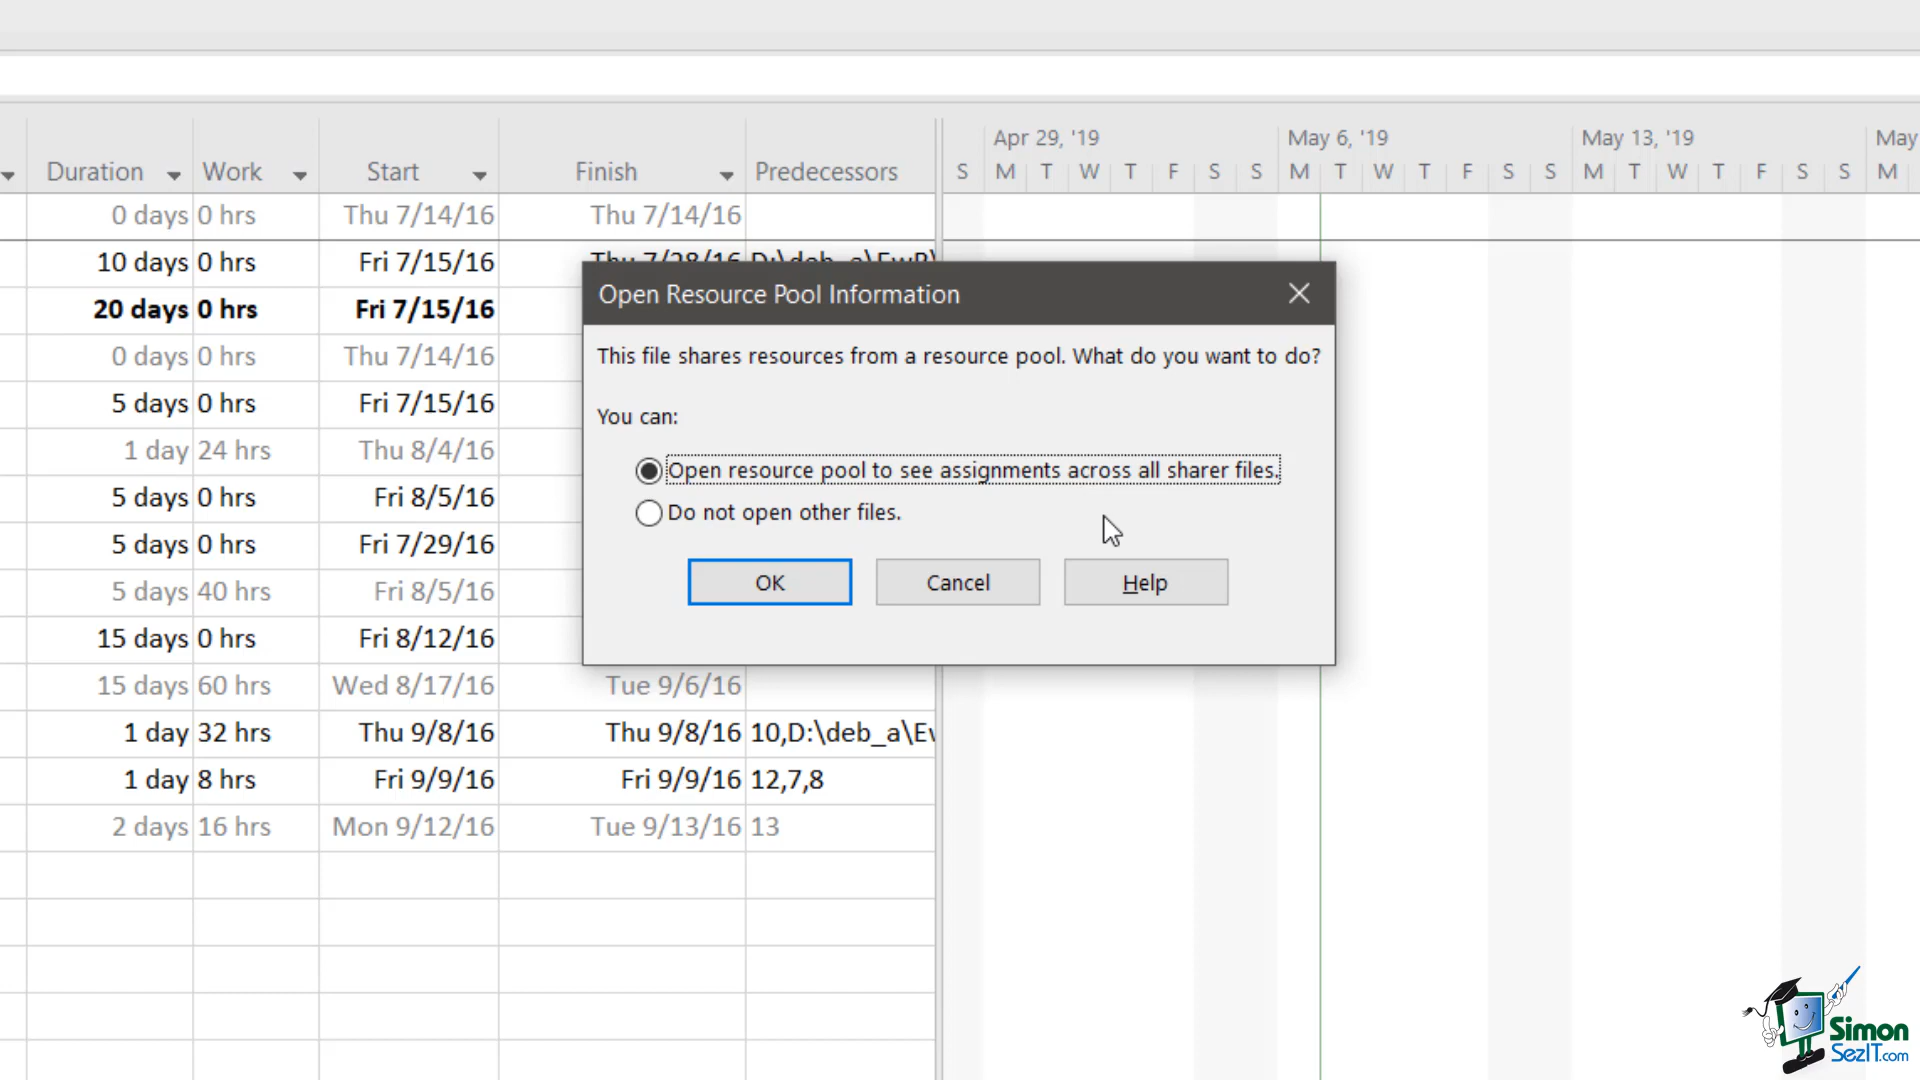 Apr 29, '19 May 6, '19 May 13, '19 May
Duration Work Start Finish Predecessors S M T W T F S S M T W T F S S M T W T F S S M
0 days 0 hrs Thu 7/14/16 Thu 7/14/16
10 days 0 hrs Fri 7/15/16 Thu 7/28/16 D:\deb_a\EwB\
20 days 0 hrs Fri 7/15/16
0 days 0 hrs Thu 7/14/16
5 days 0 hrs Fri 7/15/16
1 day 24 hrs Thu 8/4/16
5 days 0 hrs Fri 8/5/16
5 days 0 hrs Fri 7/29/16
5 days 40 hrs Fri 8/5/16
15 days 0 hrs Fri 8/12/16
15 days 60 hrs Wed 8/17/16 Tue 9/6/16
1 day 32 hrs Thu 9/8/16 Thu 9/8/16 10,D:\deb_a\Ew
1 day 8 hrs Fri 9/9/16 Fri 9/9/16 12,7,8
2 days 16 hrs Mon 9/12/16 Tue 9/13/16 13
Open Resource Pool Information
This file shares resources from a resource pool. What do you want to do?
You can:
Open resource pool to see assignments across all sharer files.
Do not open other files.
OK Cancel Help
Simon
SezIT.com